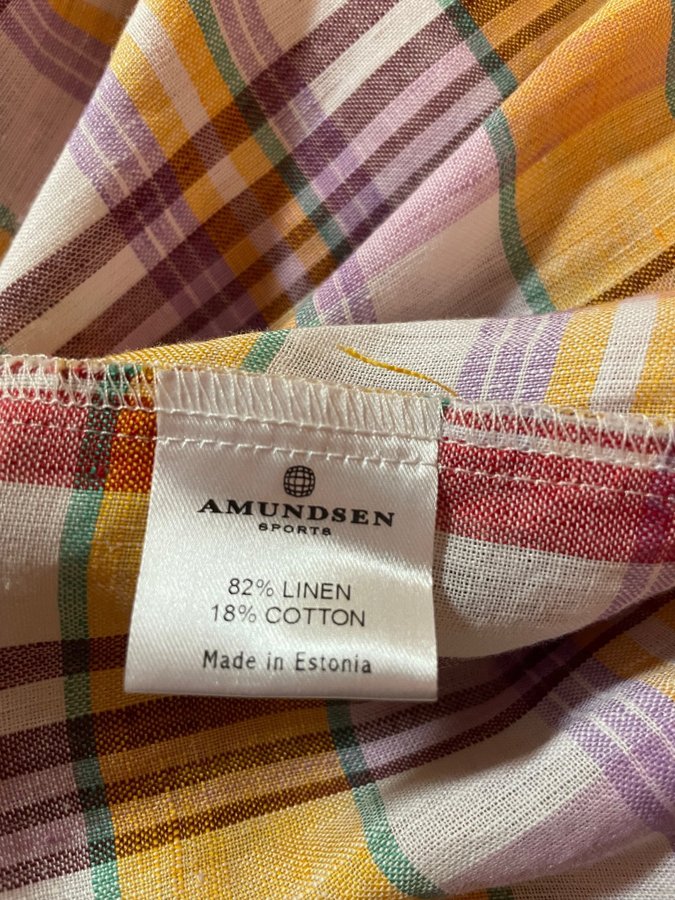 AMUNDSEN
SPORTS
82% LINEN
18% COTTON
Made in Estonia